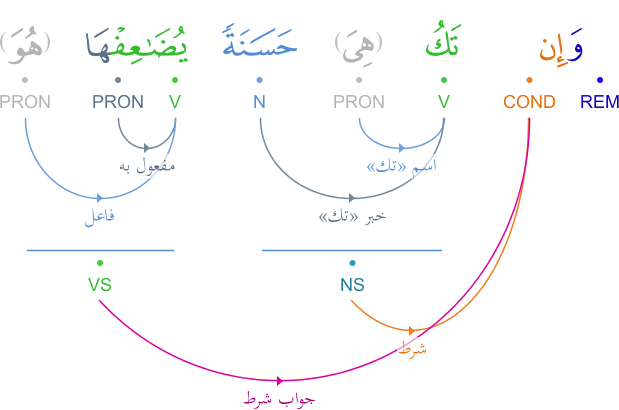 وَإِن تَكُ (هِىَ) حَسَنَةً يُضَـٰعِفْهَا (هُوَ)
REM COND V PRON N V PRON PRON
مفعول به
اسم «تك»
فاعل
خبر «تك»
VS NS
شرط
جواب شرط